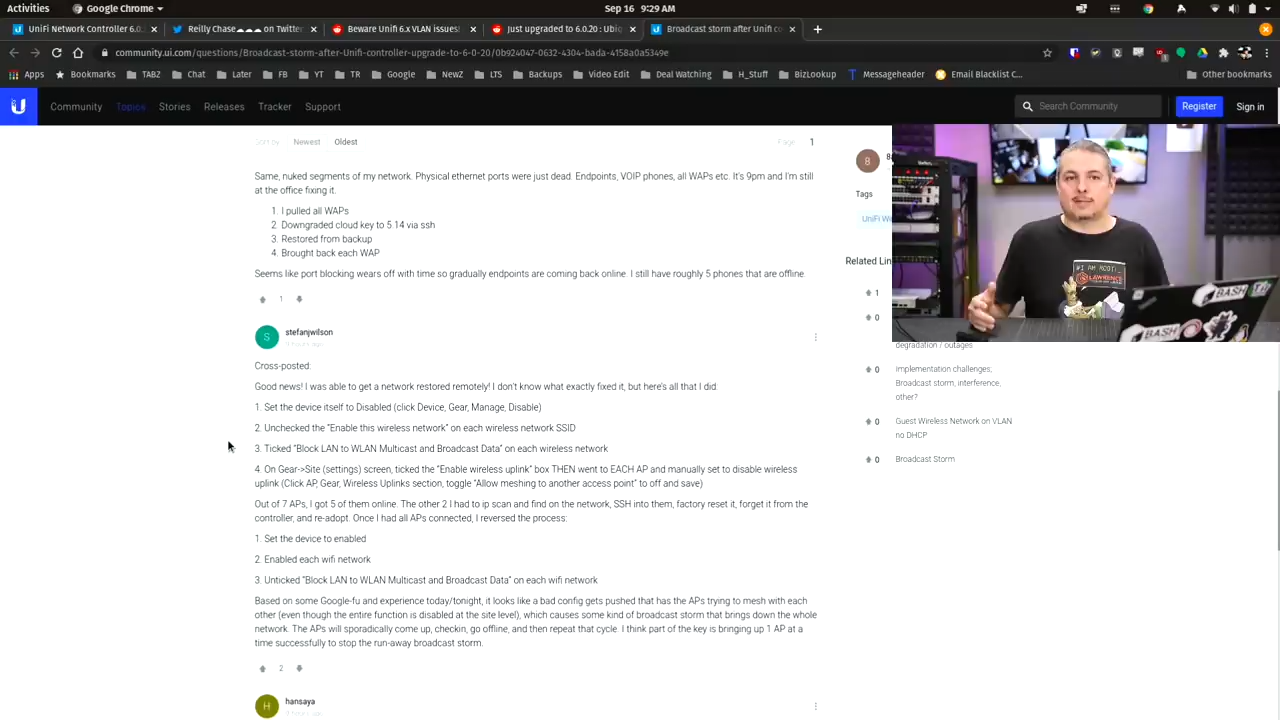 Activities
Google Chrome
Sep 16 9:29 AM
UniFi Network Controller 6.0.
Reilly Chase
on Twitter
Beware Unifi 6.x VLAN issues!
Just upgraded to 6.0.20 : Ubiq
Broadcast storm after Unifi co
community.ui.com/questions/Broadcast-storm-after-Unifi-Controller-upgrade-to-6-0-20/0b924047-0632-4304-bada-4158a0a5349e
Apps
Bookmarks
TABZ
Chat
Later
FB
YT
TR
Google
NewZ
LTS
Backups
Video Edit
Deal Watching
H_Stuff
BizLookup
Messageheader
Email Blacklist C...
Other bookmarks
Community
Topics
Stories
Releases
Tracker
Support
Search Community
Register
Sign in
Sort by
Newest
Oldest
Page
1
Same, nuked segments of my network. Physical ethernet ports were just dead. Endpoints, VOIP phones, all WAPs etc. It's 9pm and I'm still
at the office fixing it.
1. I pulled all WAPs
2. Downgraded cloud key to 5.14 via ssh
3. Restored from backup
4. Brought back each WAP
Seems like port blocking wears off with time so gradually endpoints are coming back online. I still have roughly 5 phones that are offline.
1
S
stefanjwilson
Cross-posted:
Good news! I was able to get a network restored remotely! I don't know what exactly fixed it, but here's all that I did:
1. Set the device itself to Disabled (click Device, Gear, Manage, Disable)
2. Unchecked the "Enable this wireless network" on each wireless network SSID
3. Ticked "Block LAN to WLAN Multicast and Broadcast Data" on each wireless network
4. On Gear->Site (settings) screen, ticked the "Enable wireless uplink" box THEN went to EACH AP and manually set to disable wireless
uplink (Click AP, Gear, Wireless Uplinks section, toggle "Allow meshing to another access point" to off and save)
Out of 7 APs, I got 5 of them online. The other 2 I had to ip scan and find on the network, SSH into them, factory reset it, forget it from the
controller, and re-adopt. Once I had all APs connected, I reversed the process:
1. Set the device to enabled
2. Enabled each wifi network
3. Unticked "Block LAN to WLAN Multicast and Broadcast Data" on each wifi network
Based on some Google-fu and experience today/tonight, it looks like a bad config gets pushed that has the APs trying to mesh with each
other (even though the entire function is disabled at the site level), which causes some kind of broadcast storm that brings down the whole
network. The APs will sporadically come up, checkin, go offline, and then repeat that cycle. I think part of the key is bringing up 1 AP at a
time successfully to stop the run-away broadcast storm.
2
H
hansaya
8
Tags
UniFi Wi
Related Lin
1
0
degradation / outages
0
Implementation challenges;
Broadcast storm, interference,
other?
0
Guest Wireless Network on VLAN
no DHCP
0
Broadcast Storm
#I AM ROOT!
LAWRENCE
BASH
BASH